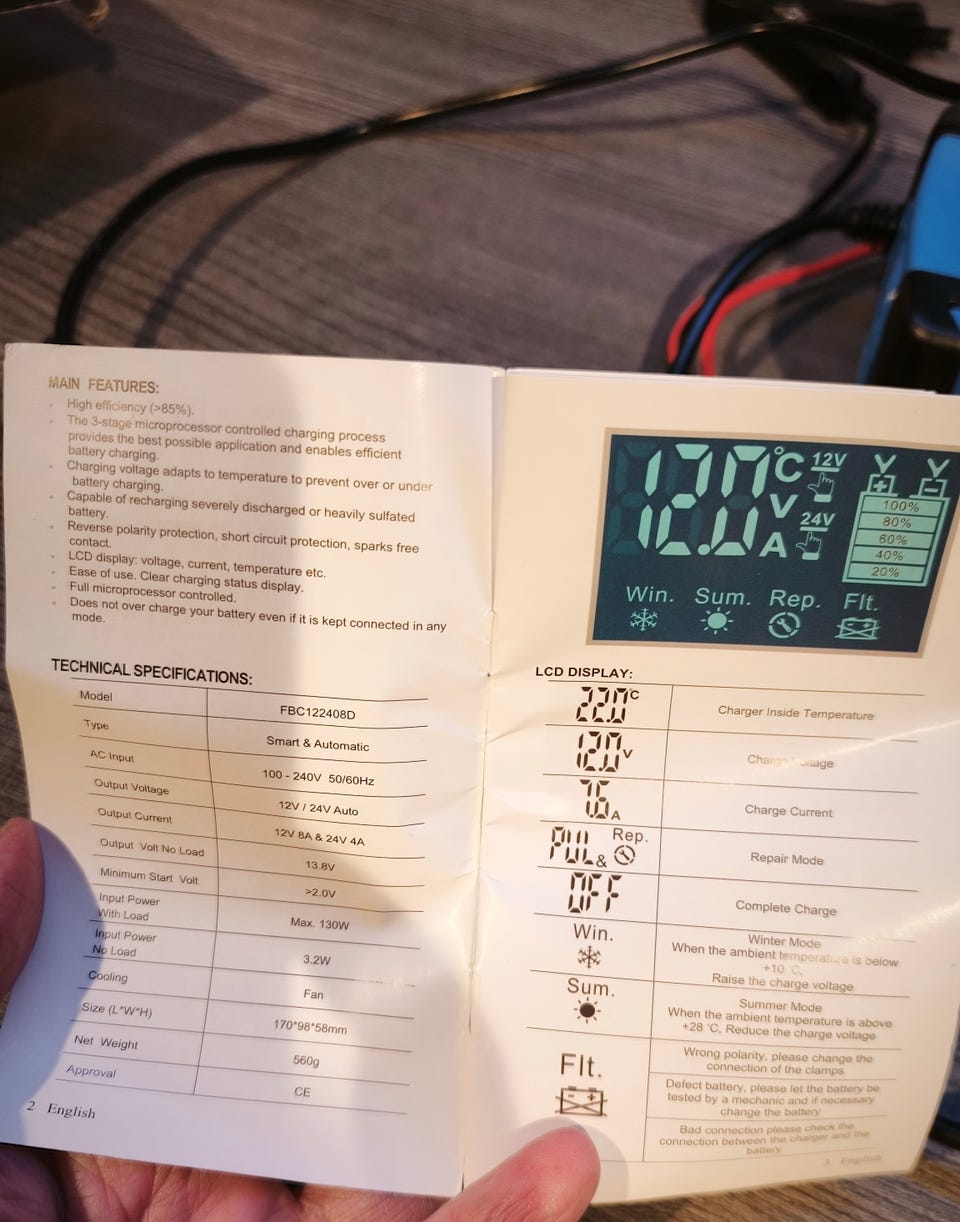 MAIN FEATURES:
High efficiency (>85%).
The 3-stage microprocessor controlled charging process
provides the best possible application and enables efficient
battery charging.
Charging voltage adapts to temperature to prevent over or under
battery charging.
Capable of recharging severely discharged or heavily sulfated
battery.
Reverse polarity protection, short circuit protection, sparks free
contact.
LCD display: voltage, current, temperature etc.
Ease of use. Clear charging status display.
Full microprocessor controlled.
Does not over charge your battery even if it is kept connected in any
mode.
TECHNICAL SPECIFICATIONS:
Model FBC122408D
Type Smart & Automatic
AC Input 100 - 240V 50/60Hz
Output Voltage 12V / 24V Auto
Output Current 12V 8A & 24V 4A
Output Volt No Load 13.8V
Minimum Start Volt >2.0V
Input Power
With Load Max. 130W
Input Power
No Load 3.2W
Cooling Fan
Size (L*W*H) 170*98*58mm
Net Weight 560g
Approval CE
2 English
°C
V
A
12V
24V
100%
80%
60%
40%
20%
Win. Sum. Rep. Flt.
LCD DISPLAY:
22.0°C Charger Inside Temperature
12.0V Charge Voltage
7.6A Charge Current
PUL & Rep. Repair Mode
OFF Complete Charge
Win. Winter Mode
When the ambient temperature is below
+10 °C,
Raise the charge voltage
Sum. Summer Mode
When the ambient temperature is above
+28 °C, Reduce the charge voltage
Flt.
Wrong polarity, please change the
connection of the clamps
Defect battery, please let the battery be
tested by a mechanic and if necessary
change the battery
Bad connection please check the
connection between the charger and the
battery
3 English